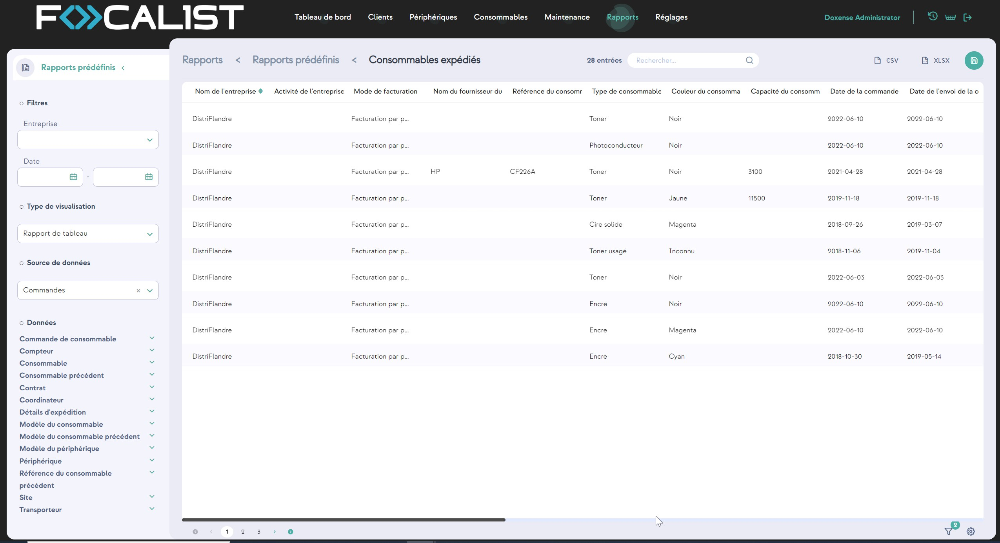 FOCALIST
Tableau de bord Clients Périphériques Consommables Maintenance Rapports Réglages
Doxense Administrator
Rapports prédéfinis
Filtres
Entreprise
Date
-
Type de visualisation
Rapport de tableau
Source de données
Commandes ×
Données
Commande de consommable
Compteur
Consommable
Consommable précédent
Contrat
Coordinateur
Détails d'expédition
Modèle du consommable
Modèle du consommable précédent
Modèle du périphérique
Périphérique
Référence du consommable
précédent
Site
Transporteur
Rapports < Rapports prédéfinis < Consommables expédiés
28 entrées Rechercher... CSV XLSX
Nom de l'entreprise Activité de l'entreprise Mode de facturation Nom du fournisseur du Référence du consomr Type de consommable Couleur du consomma Capacité du consomm Date de la commande Date de l'envoi de la c
DistriFlandre Facturation par p... Toner Noir 2022-06-10 2022-06-10
DistriFlandre Facturation par p... Photoconducteur Noir 2022-06-10 2022-06-10
DistriFlandre Facturation par p... HP CF226A Toner Noir 3100 2021-04-28 2021-04-28
DistriFlandre Facturation par p... Toner Jaune 11500 2019-11-18 2019-11-18
DistriFlandre Facturation par p... Cire solide Magenta 2018-09-26 2019-03-07
DistriFlandre Facturation par p... Toner usagé Inconnu 2018-11-06 2019-11-04
DistriFlandre Facturation par p... Toner Noir 2022-06-03 2022-06-03
DistriFlandre Facturation par p... Encre Noir 2022-06-10 2022-06-10
DistriFlandre Facturation par p... Encre Magenta 2022-06-10 2022-06-10
DistriFlandre Facturation par p... Encre Cyan 2018-10-30 2019-05-14
1 2 3
2